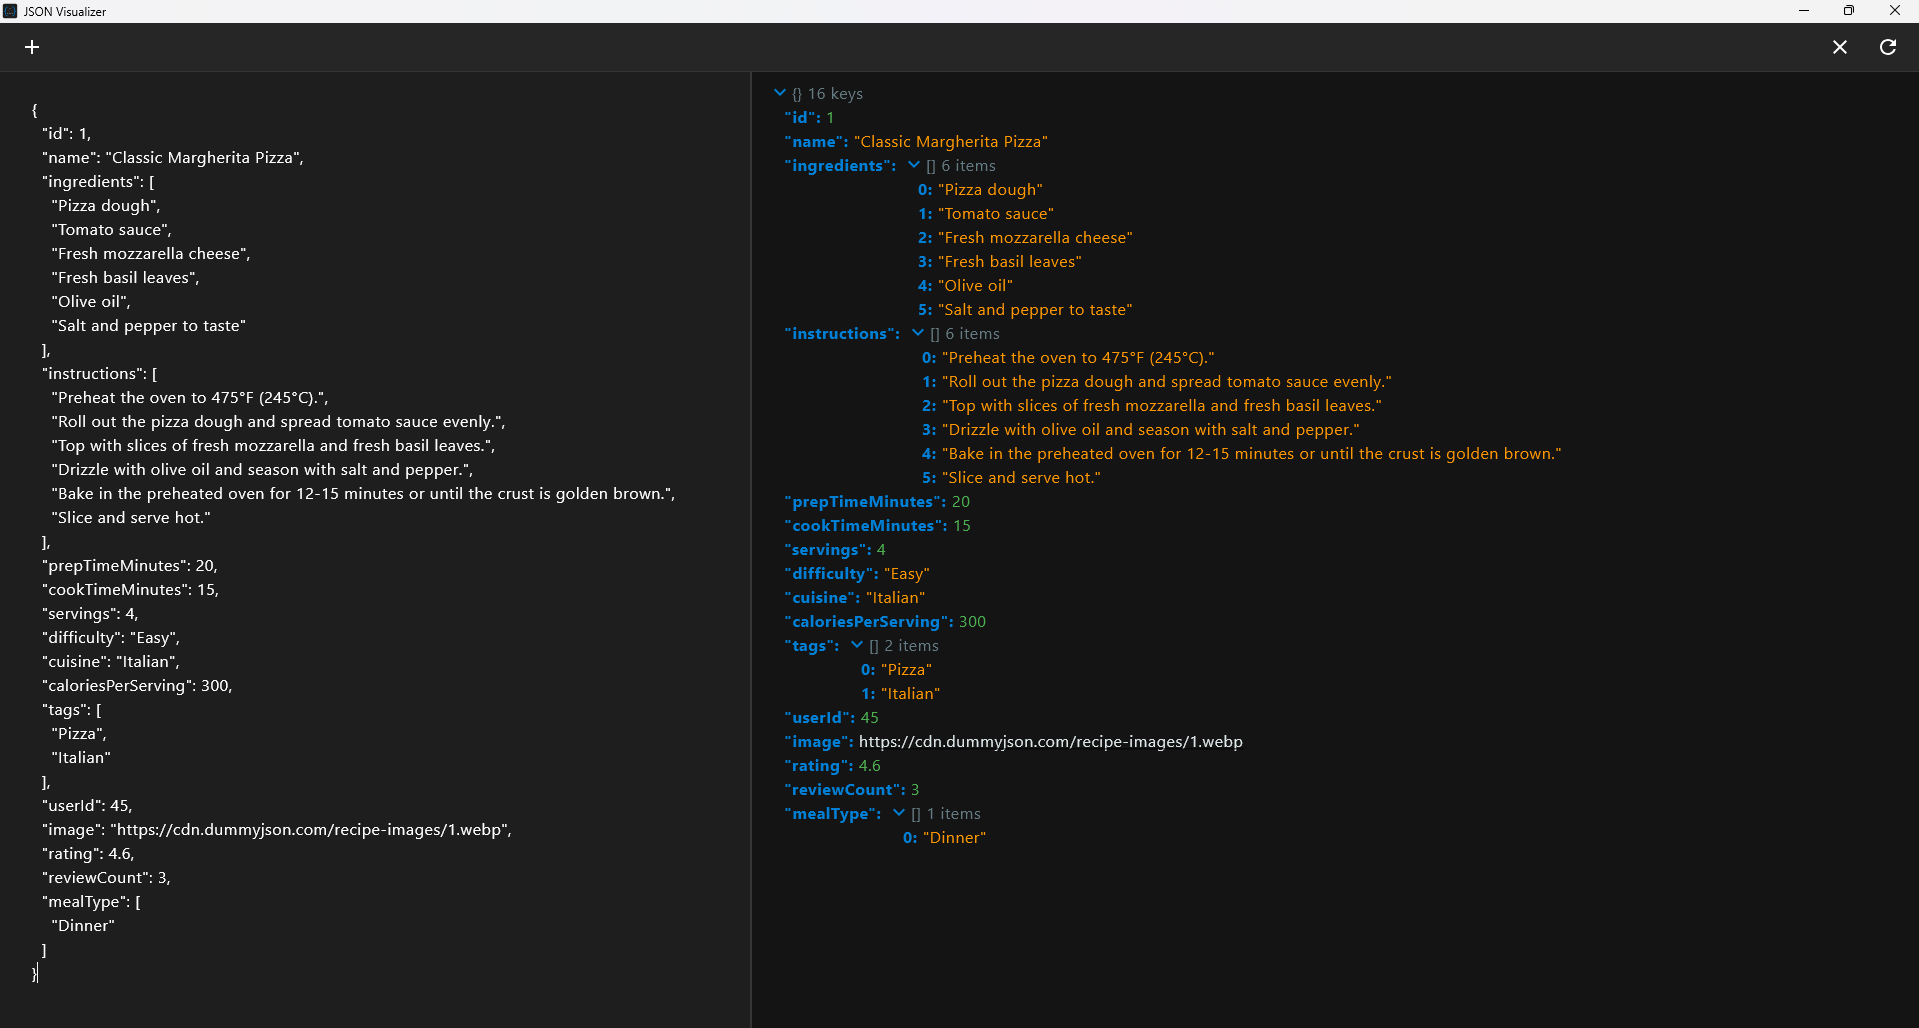 JSON Visualizer
{
"id": 1,
"name": "Classic Margherita Pizza",
"ingredients": [
"Pizza dough",
"Tomato sauce",
"Fresh mozzarella cheese",
"Fresh basil leaves",
"Olive oil",
"Salt and pepper to taste"
],
"instructions": [
"Preheat the oven to 475°F (245°C).",
"Roll out the pizza dough and spread tomato sauce evenly.",
"Top with slices of fresh mozzarella and fresh basil leaves.",
"Drizzle with olive oil and season with salt and pepper.",
"Bake in the preheated oven for 12-15 minutes or until the crust is golden brown.",
"Slice and serve hot."
],
"prepTimeMinutes": 20,
"cookTimeMinutes": 15,
"servings": 4,
"difficulty": "Easy",
"cuisine": "Italian",
"caloriesPerServing": 300,
"tags": [
"Pizza",
"Italian"
],
"userId": 45,
"image": "https://cdn.dummyjson.com/recipe-images/1.webp",
"rating": 4.6,
"reviewCount": 3,
"mealType": [
"Dinner"
]
}
{} 16 keys
"id": 1
"name": "Classic Margherita Pizza"
"ingredients": [] 6 items
0: "Pizza dough"
1: "Tomato sauce"
2: "Fresh mozzarella cheese"
3: "Fresh basil leaves"
4: "Olive oil"
5: "Salt and pepper to taste"
"instructions": [] 6 items
0: "Preheat the oven to 475°F (245°C)."
1: "Roll out the pizza dough and spread tomato sauce evenly."
2: "Top with slices of fresh mozzarella and fresh basil leaves."
3: "Drizzle with olive oil and season with salt and pepper."
4: "Bake in the preheated oven for 12-15 minutes or until the crust is golden brown."
5: "Slice and serve hot."
"prepTimeMinutes": 20
"cookTimeMinutes": 15
"servings": 4
"difficulty": "Easy"
"cuisine": "Italian"
"caloriesPerServing": 300
"tags": [] 2 items
0: "Pizza"
1: "Italian"
"userId": 45
"image": https://cdn.dummyjson.com/recipe-images/1.webp
"rating": 4.6
"reviewCount": 3
"mealType": [] 1 items
0: "Dinner"